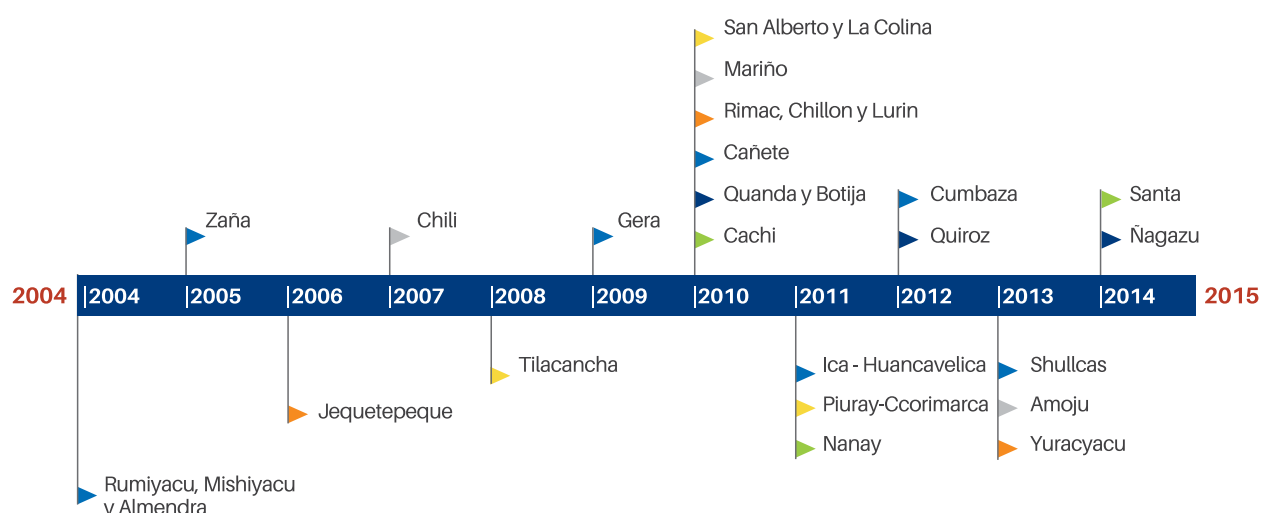 San Alberto y La Colina
Mariño
Rimac, Chillon y Lurin
Cañete
Quanda y Botija
Cachi
Zaña
Chili
Gera
Cumbaza
Quiroz
Santa
Ñagazu
2004
2004
2005
2006
2007
2008
2009
2010
2011
2012
2013
2014
2015
Rumiyacu, Mishiyacu
y Almendra
Jequetepeque
Tilacancha
Ica - Huancavelica
Piuray-Ccorimarca
Nanay
Shullcas
Amoju
Yuracyacu